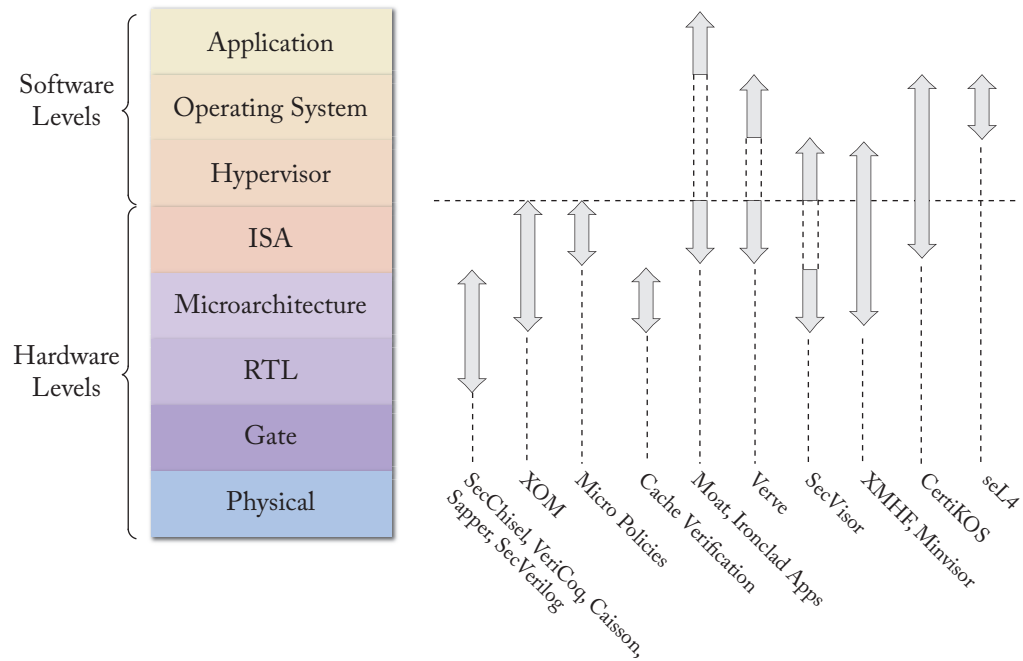 Software
Levels
Application
Operating System
Hypervisor
Hardware
Levels
ISA
Microarchitecture
RTL
Gate
Physical
SecChisel, VeriCoq, Caisson,
Sapper, SecVerilog
XOM
Micro Policies
Cache Verification
Moat, Ironclad Apps
Verve
SecVisor
XMHF, Minvisor
CertiKOS
seL4